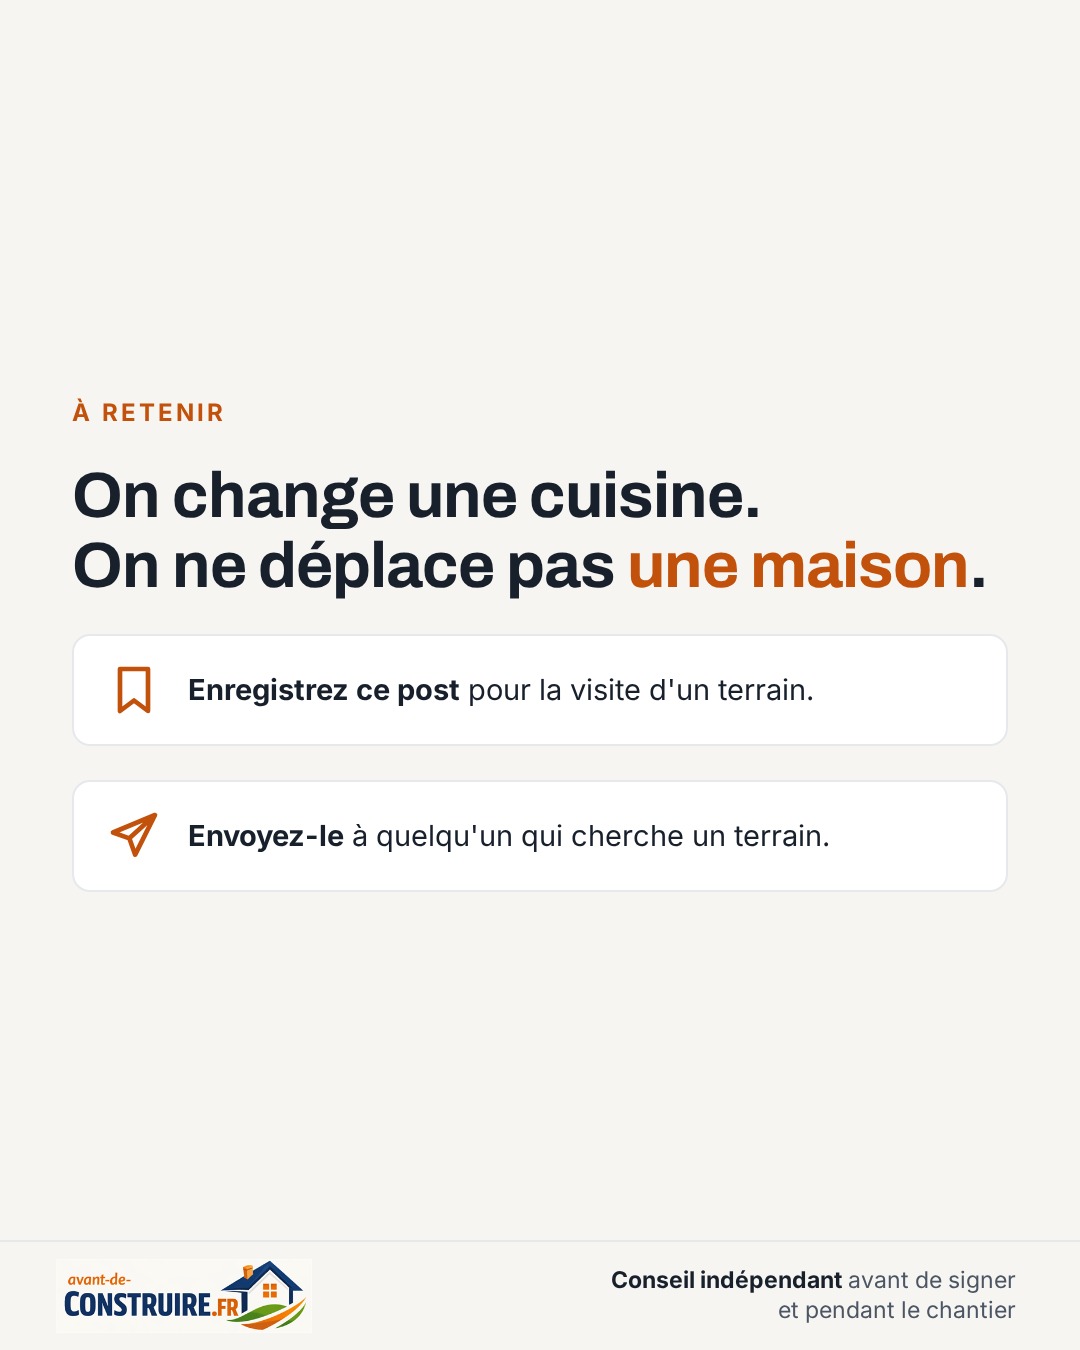 À RETENIR
On change une cuisine.
On ne déplace pas une maison.
Enregistrez ce post pour la visite d'un terrain.
Envoyez-le à quelqu'un qui cherche un terrain.
avant-de-
CONSTRUIRE.FR
Conseil indépendant avant de signer
et pendant le chantier